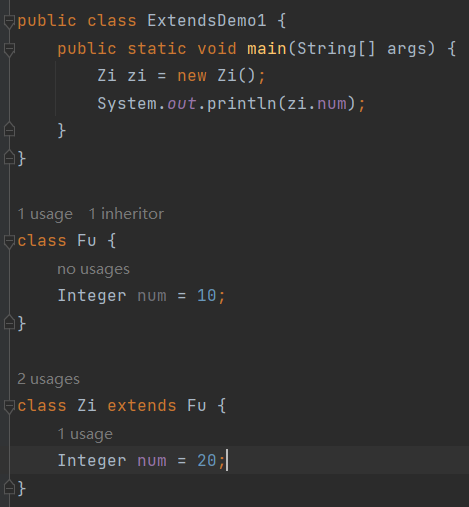 public class ExtendsDemo1 {
    public static void main(String[] args) {
        Zi zi = new Zi();
        System.out.println(zi.num);
    }
}
1 usage   1 inheritor
class Fu {
    no usages
    Integer num = 10;
}
2 usages
class Zi extends Fu {
    1 usage
    Integer num = 20;
}